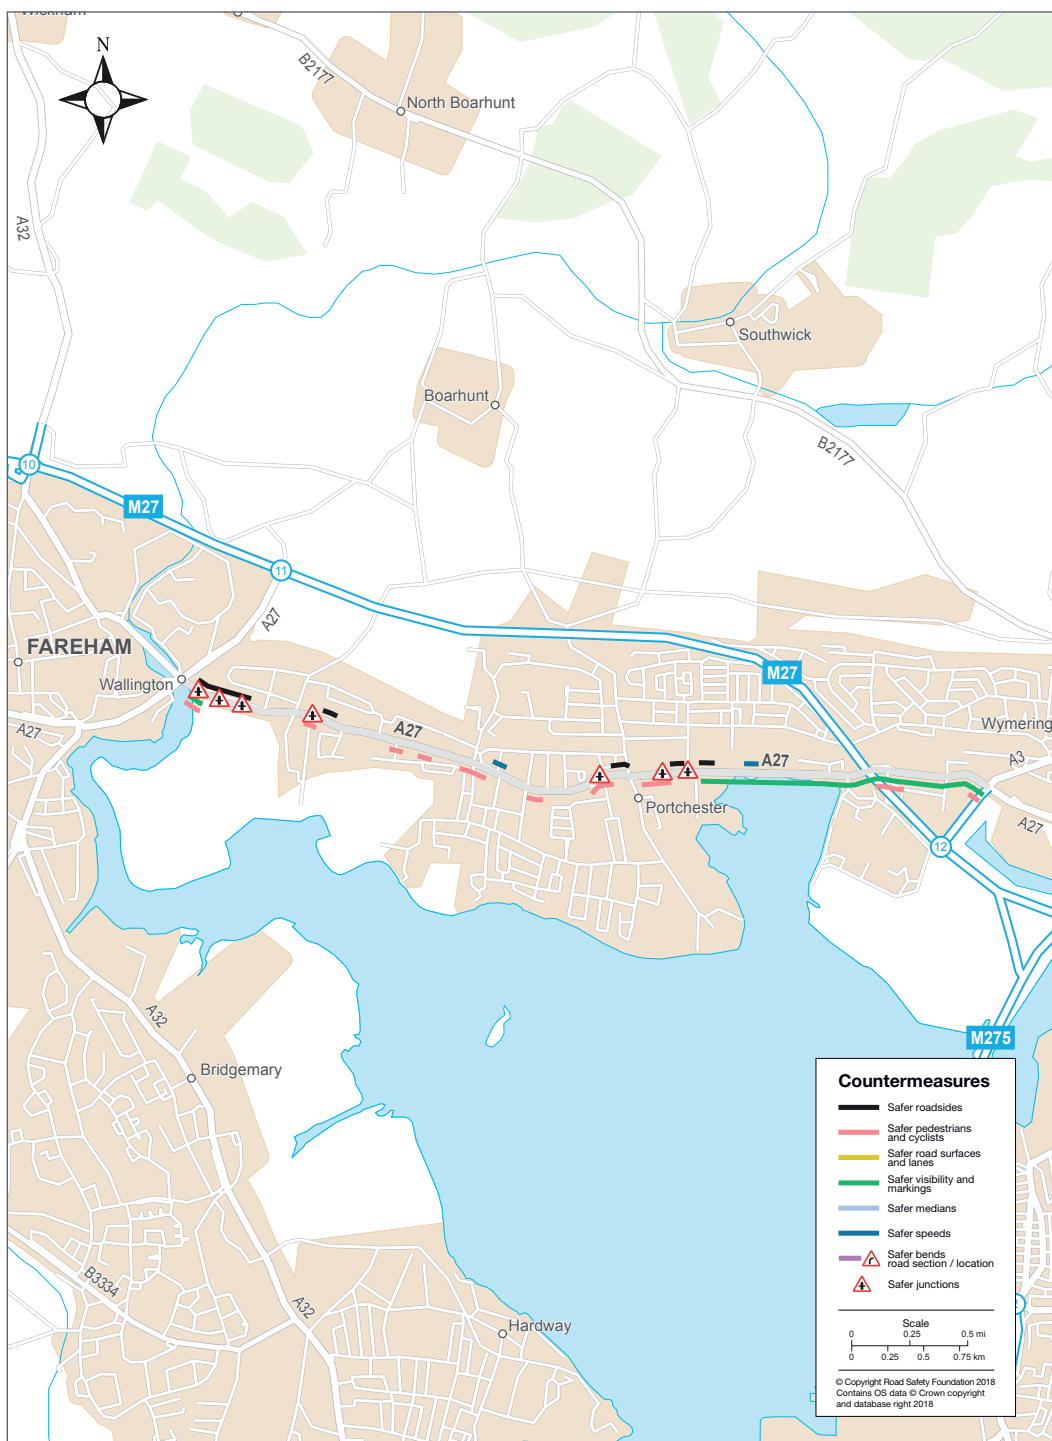 Wickham
N
B2177
North Boarhunt
A32
Southwick
Boarhunt
B2177
10
M27
11
A27
FAREHAM
Wallington
M27
A27
A27
Wymering
A3
A27
Portchester
A27
12
A32
M275
Bridgemary
B3334
A32
Hardway
Countermeasures
Safer roadsides
Safer pedestrians
and cyclists
Safer road surfaces
and lanes
Safer visibility and
markings
Safer medians
Safer speeds
Safer bends
road section / location
Safer junctions
Scale
0 0.25 0.5 mi
0 0.25 0.5 0.75 km
© Copyright Road Safety Foundation 2018
Contains OS data © Crown copyright
and database right 2018